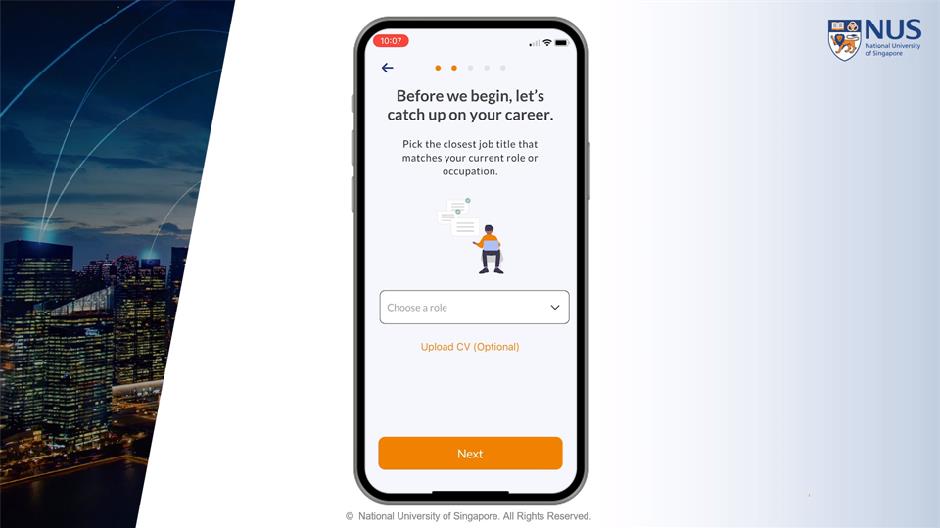 NUS
National University
of Singapore
10:07
Before we begin, let's
catch up on your career.
Pick the closest job title that
matches your current role or
occupation.
Choose a role
Upload CV (Optional)
Next
© National University of Singapore. All Rights Reserved.